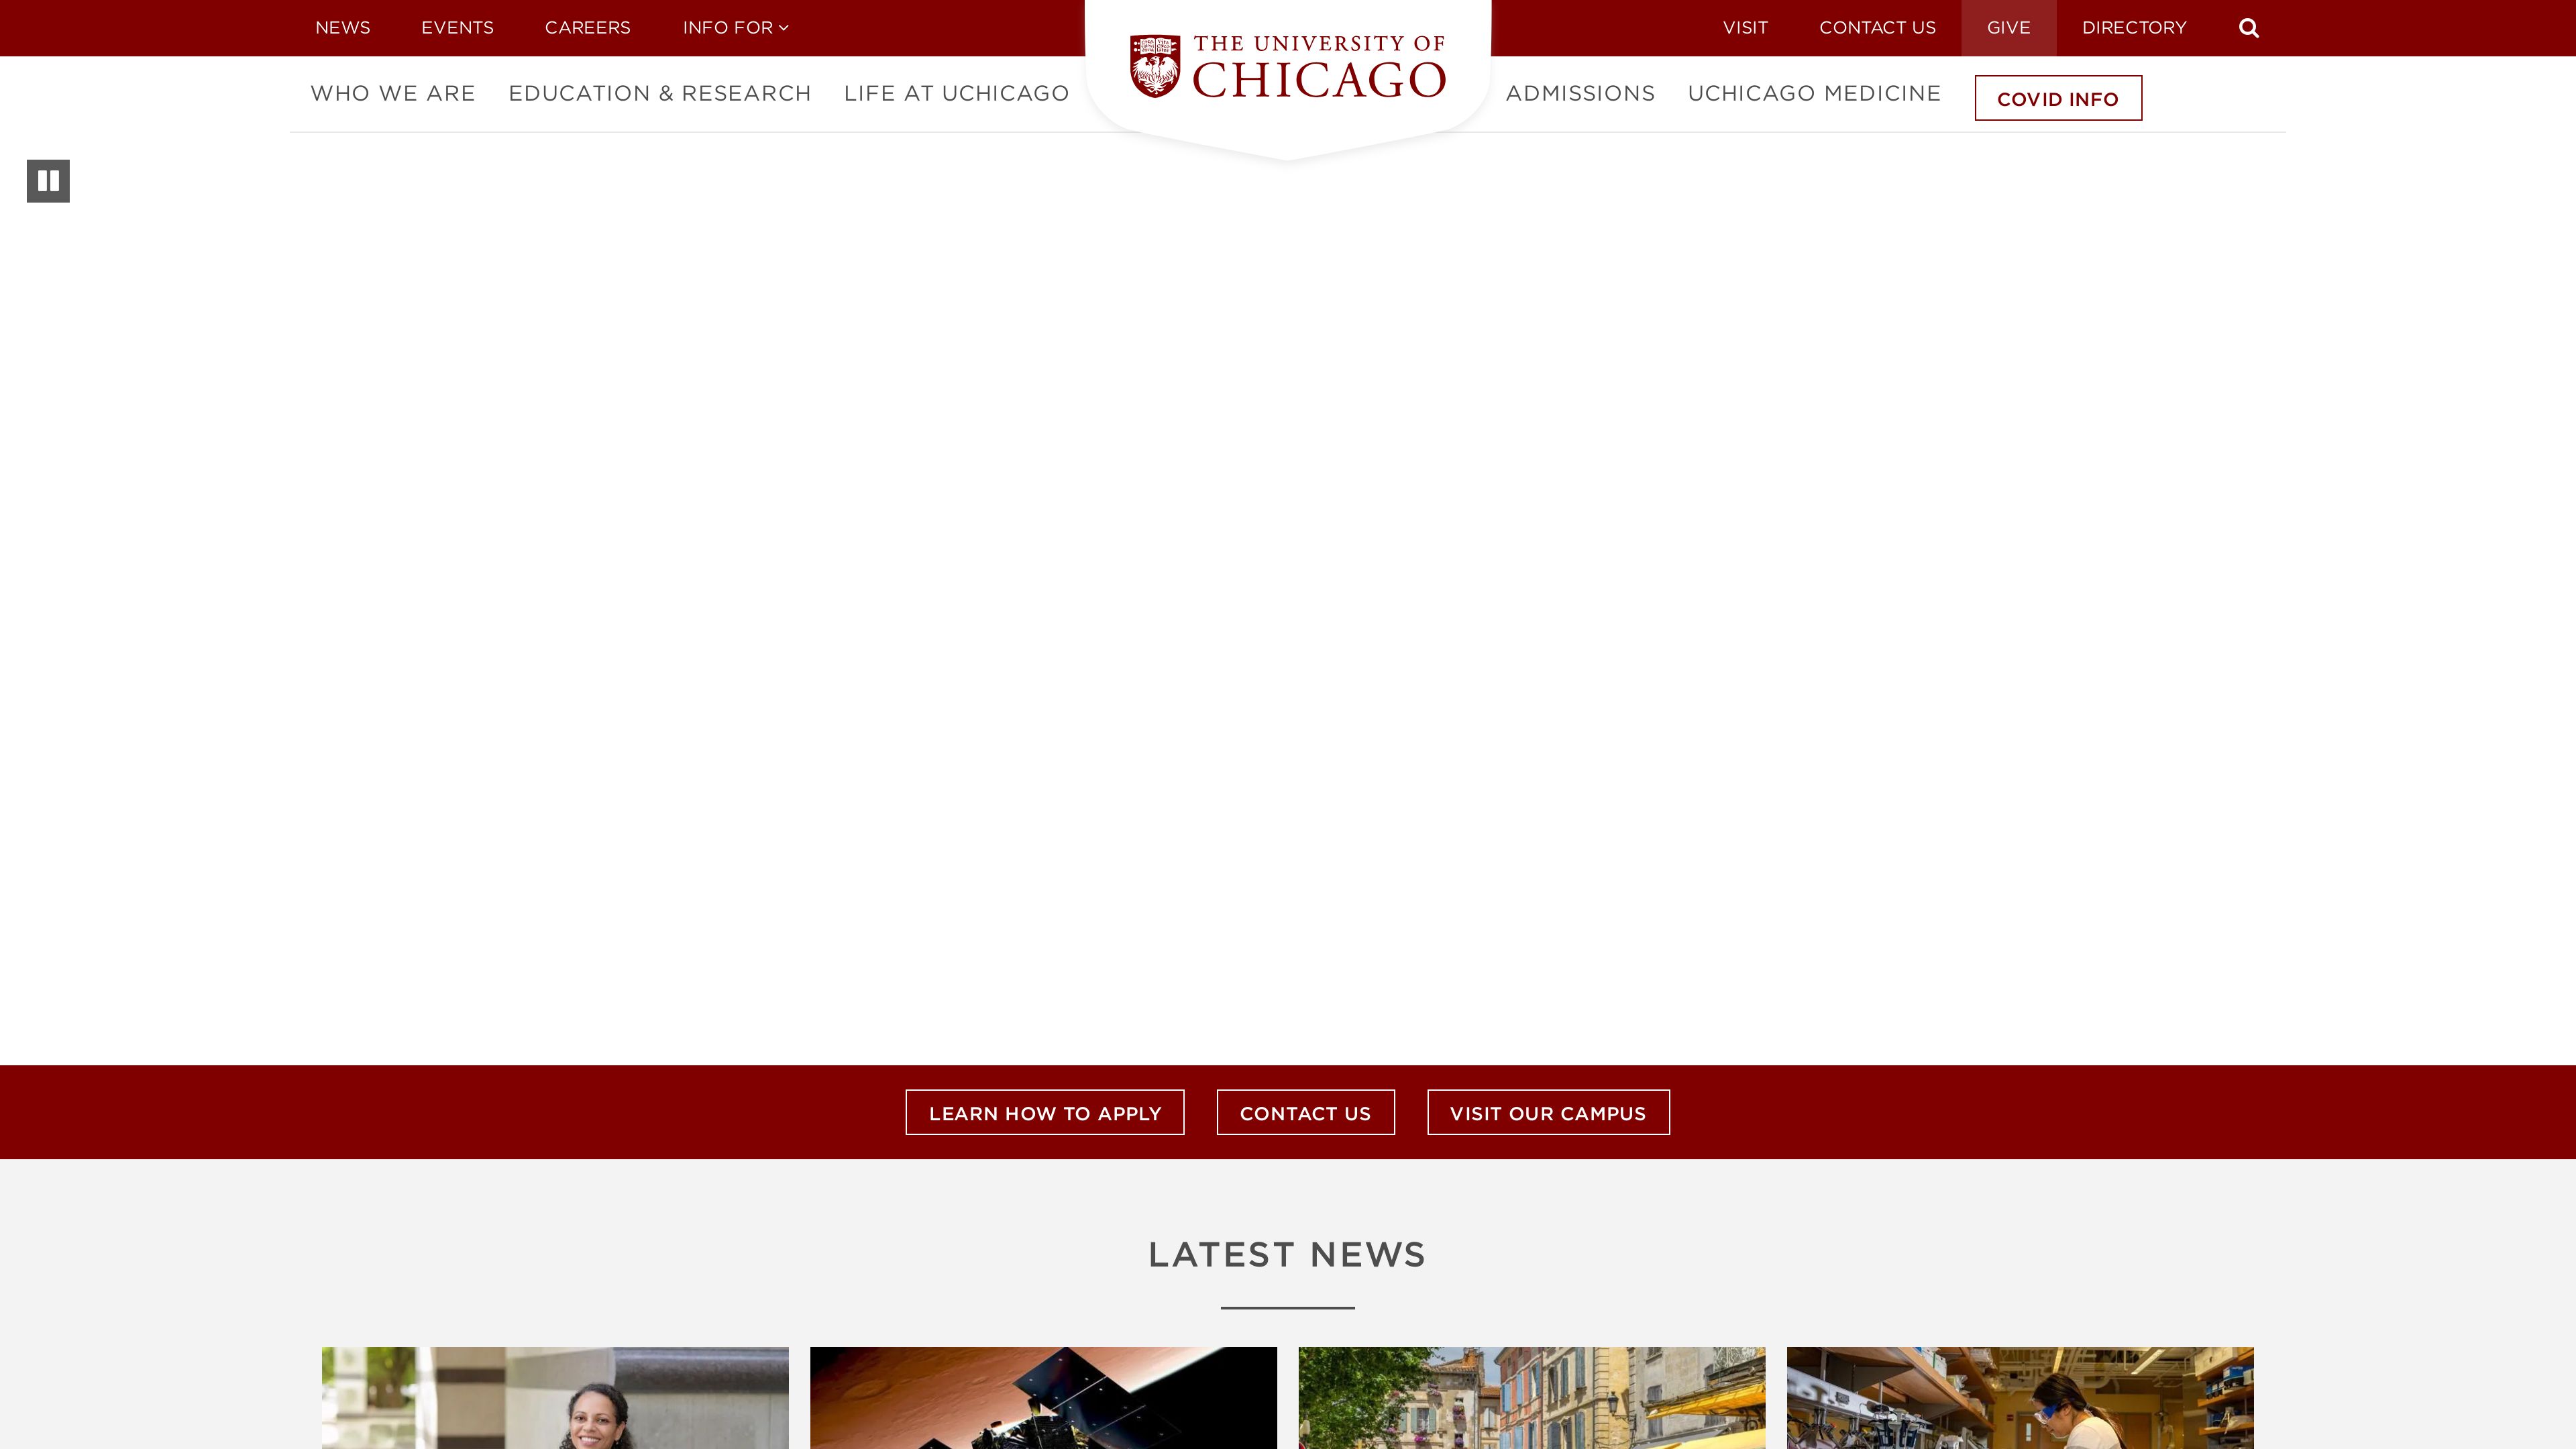 NEWS EVENTS CAREERS INFO FOR
VISIT CONTACT US GIVE DIRECTORY
THE UNIVERSITY OF
CHICAGO
WHO WE ARE EDUCATION & RESEARCH LIFE AT UCHICAGO
ADMISSIONS UCHICAGO MEDICINE COVID INFO
LEARN HOW TO APPLY CONTACT US VISIT OUR CAMPUS
LATEST NEWS